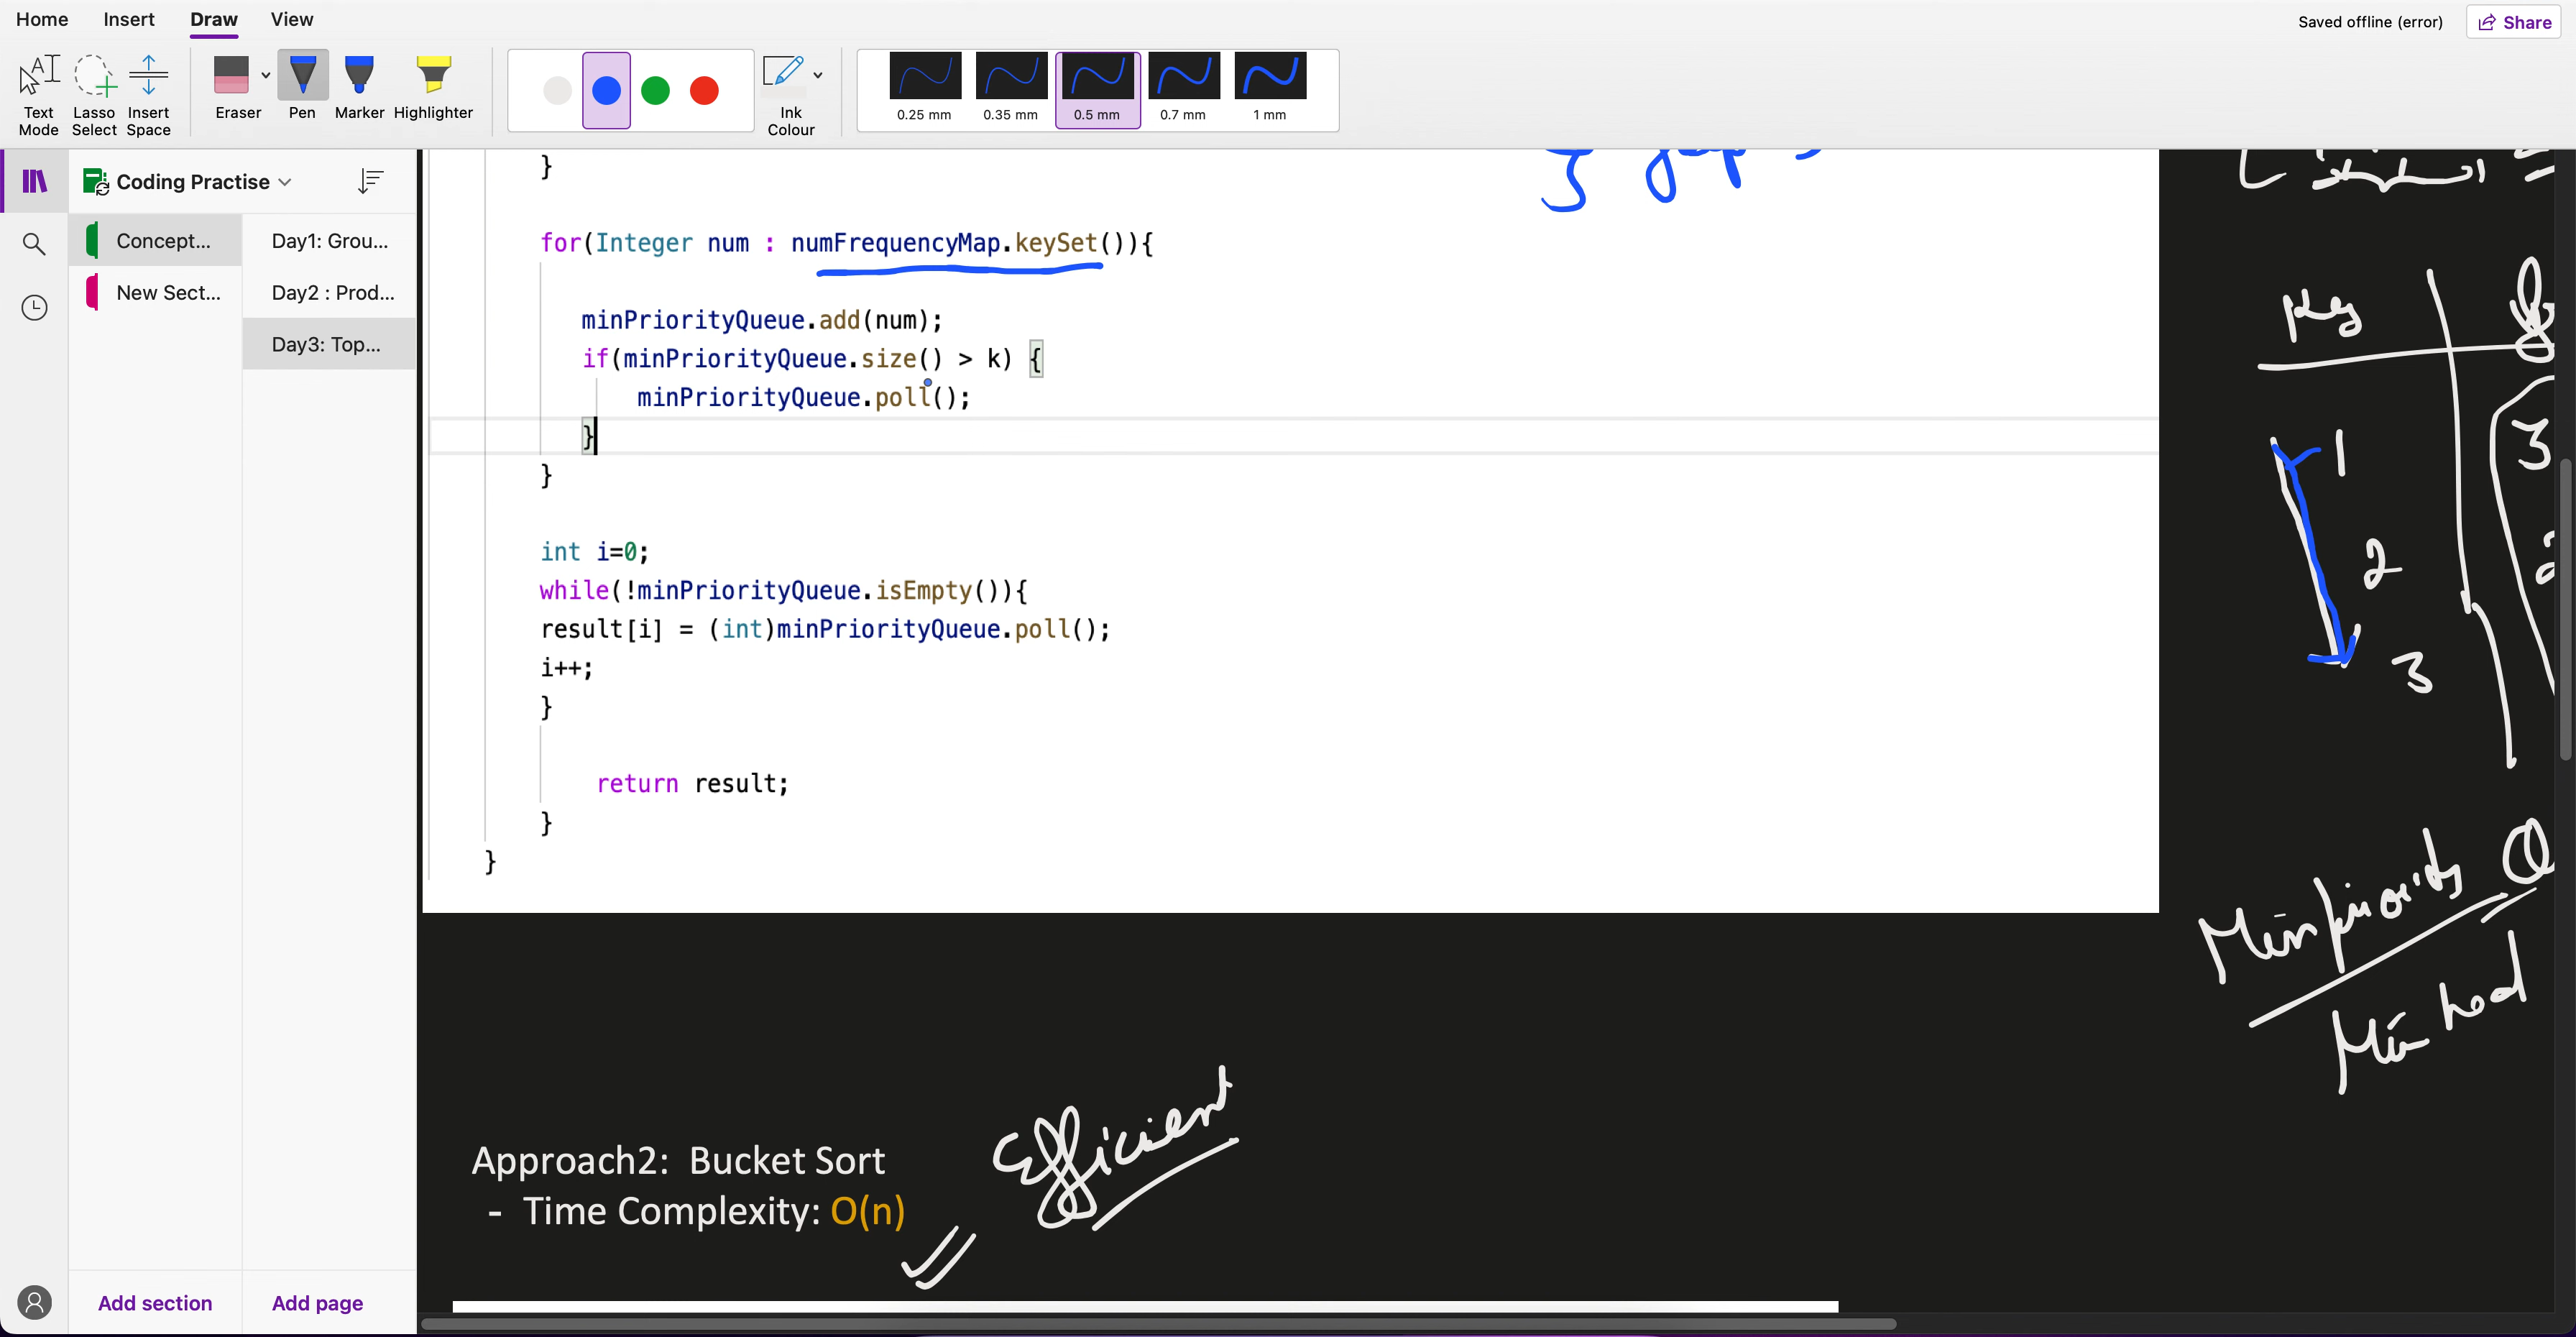 Home Insert Draw View
Saved offline (error) Share
Text Mode
Lasso Select
Insert Space
Eraser
Pen
Marker
Highlighter
Ink Colour
0.25 mm
0.35 mm
0.5 mm
0.7 mm
1 mm
Coding Practise
Concept...
New Sect...
Day1: Grou...
Day2 : Prod...
Day3: Top...
}
for(Integer num : numFrequencyMap.keySet()){
minPriorityQueue.add(num);
if(minPriorityQueue.size() > k) {
minPriorityQueue.poll();
}
}
int i=0;
while(!minPriorityQueue.isEmpty()){
result[i] = (int)minPriorityQueue.poll();
i++;
}
return result;
}
}
Key
1 3
2 2
3
Min priority Q
Min
Efficient
Approach2: Bucket Sort
- Time Complexity: O(n)
Add section
Add page